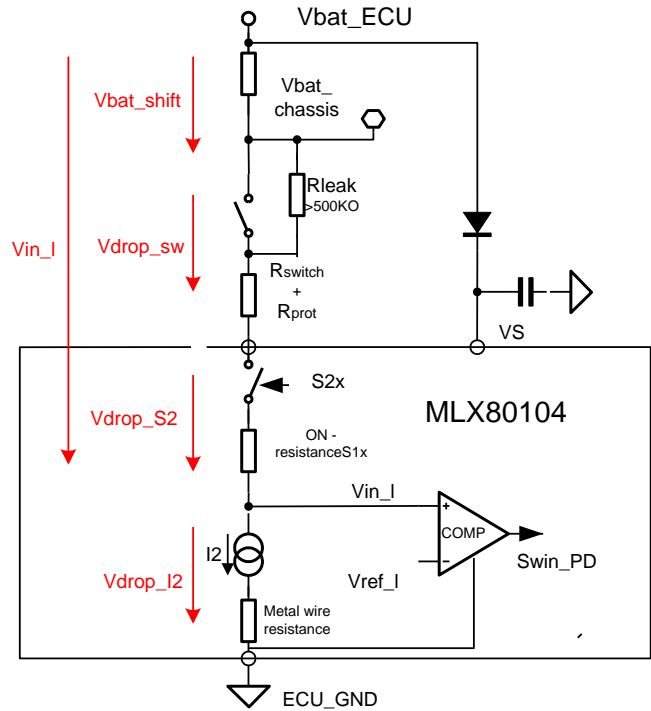 Vbat_ECU
Vbat_shift
Vbat_
chassis
Rleak
>500KO
Vin_I
Vdrop_sw
Rswitch
+
Rprot
VS
S2x
MLX80104
Vdrop_S2
ON -
resistanceS1x
Vin_I
COMP
+
−
I2
Swin_PD
Vref_I
Vdrop_I2
Metal wire
resistance
ECU_GND